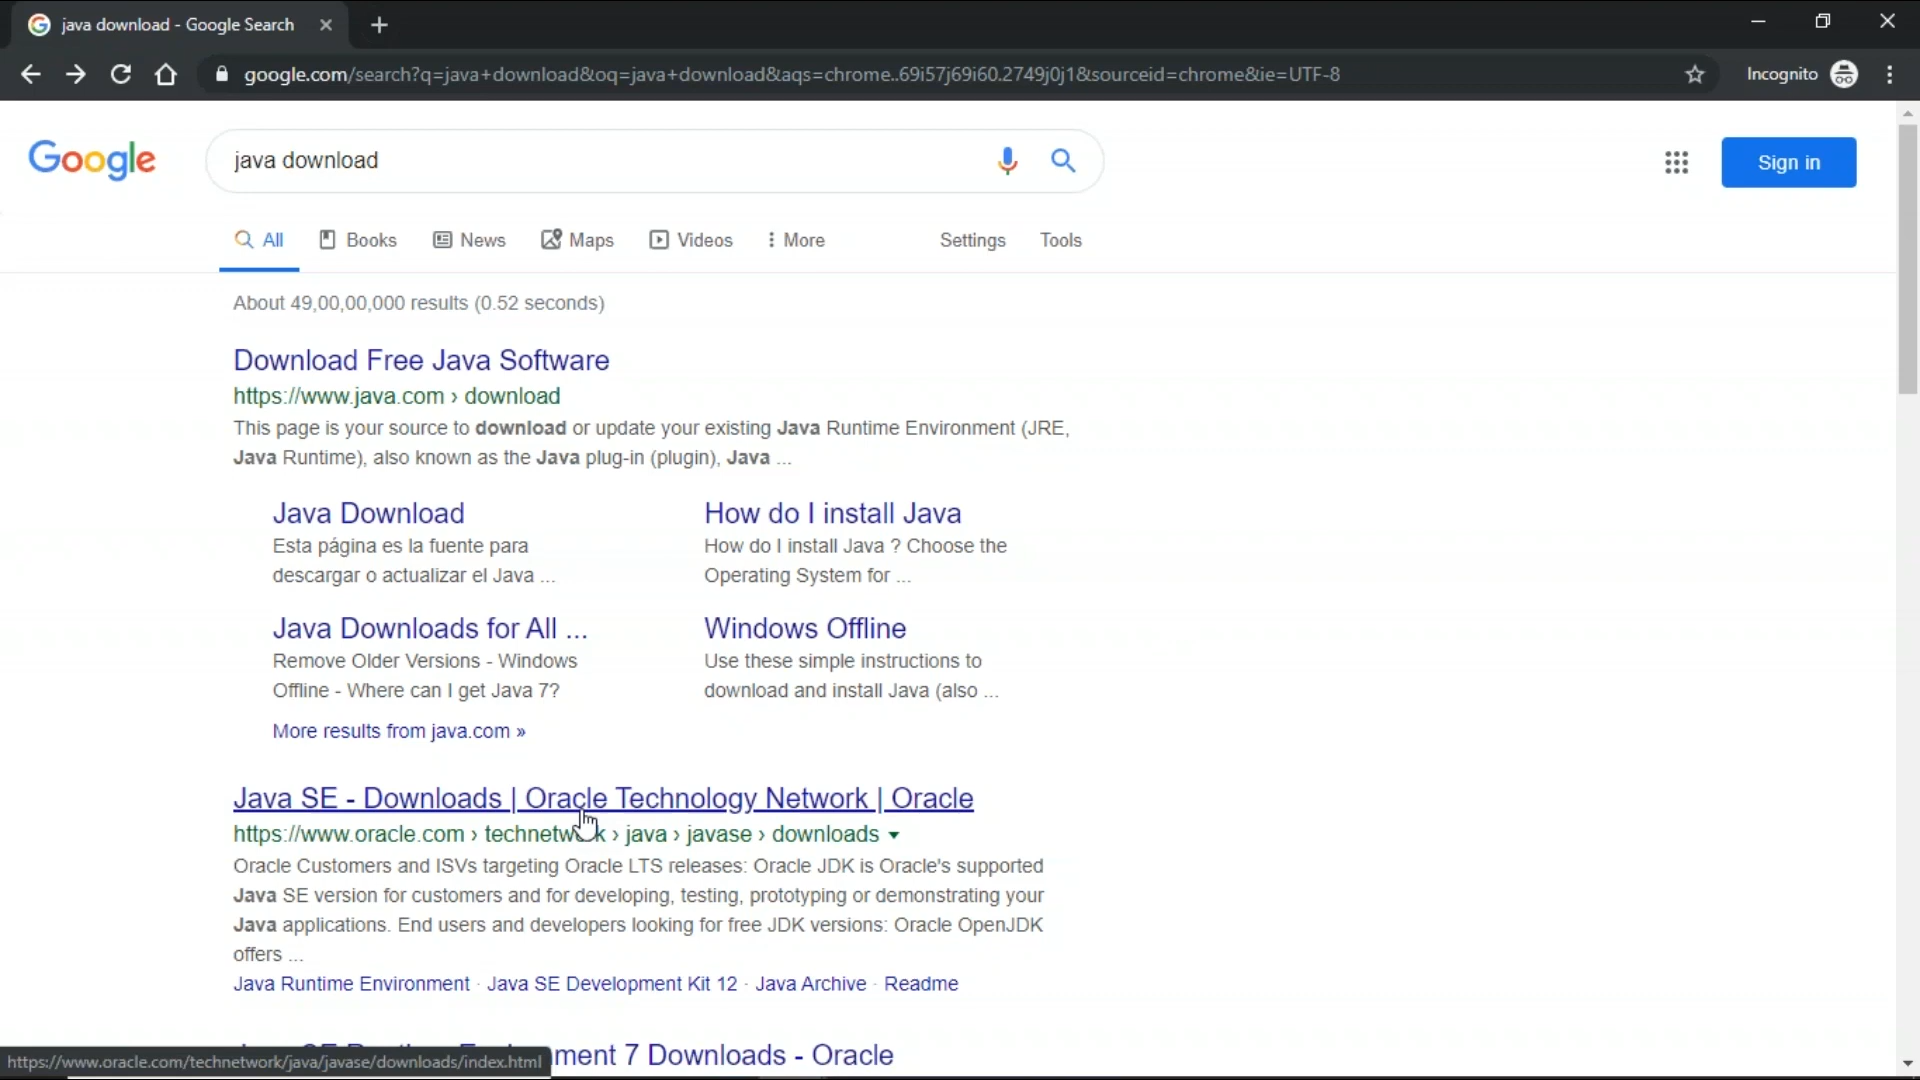 java download - Google Search
google.com/search?q=java+download&oq=java+download&aqs=chrome..69i57j69i60.2749j0j1&sourceid=chrome&ie=UTF-8
Incognito
Google
java download
Sign in
All Books News Maps Videos More Settings Tools
About 49,00,00,000 results (0.52 seconds)
Download Free Java Software
https://www.java.com › download
This page is your source to download or update your existing Java Runtime Environment (JRE,
Java Runtime), also known as the Java plug-in (plugin), Java ...
Java Download
Esta página es la fuente para
descargar o actualizar el Java ...
How do I install Java
How do I install Java ? Choose the
Operating System for ...
Java Downloads for All ...
Remove Older Versions - Windows
Offline - Where can I get Java 7?
Windows Offline
Use these simple instructions to
download and install Java (also ...
More results from java.com »
Java SE - Downloads | Oracle Technology Network | Oracle
https://www.oracle.com › technetwork › java › javase › downloads
Oracle Customers and ISVs targeting Oracle LTS releases: Oracle JDK is Oracle's supported
Java SE version for customers and for developing, testing, prototyping or demonstrating your
Java applications. End users and developers looking for free JDK versions: Oracle OpenJDK
offers ...
Java Runtime Environment · Java SE Development Kit 12 · Java Archive · Readme
7 Downloads - Oracle
https://www.oracle.com/technetwork/java/javase/downloads/index.html